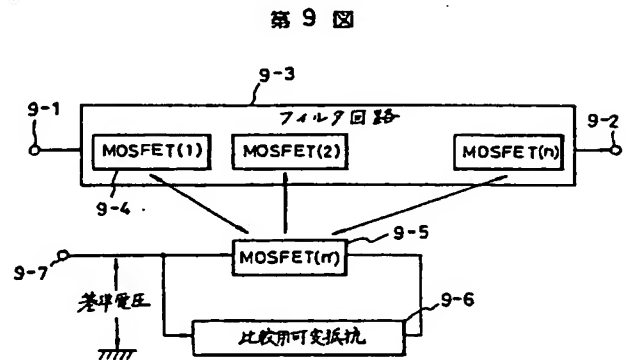 第9図
9-3
9-1
フィルタ回路
9-2
MOSFET(1)
MOSFET(2)
MOSFET(n)
9-4
9-5
MOSFET(m)
9-7
基準電圧
9-6
比較用可変抵抗